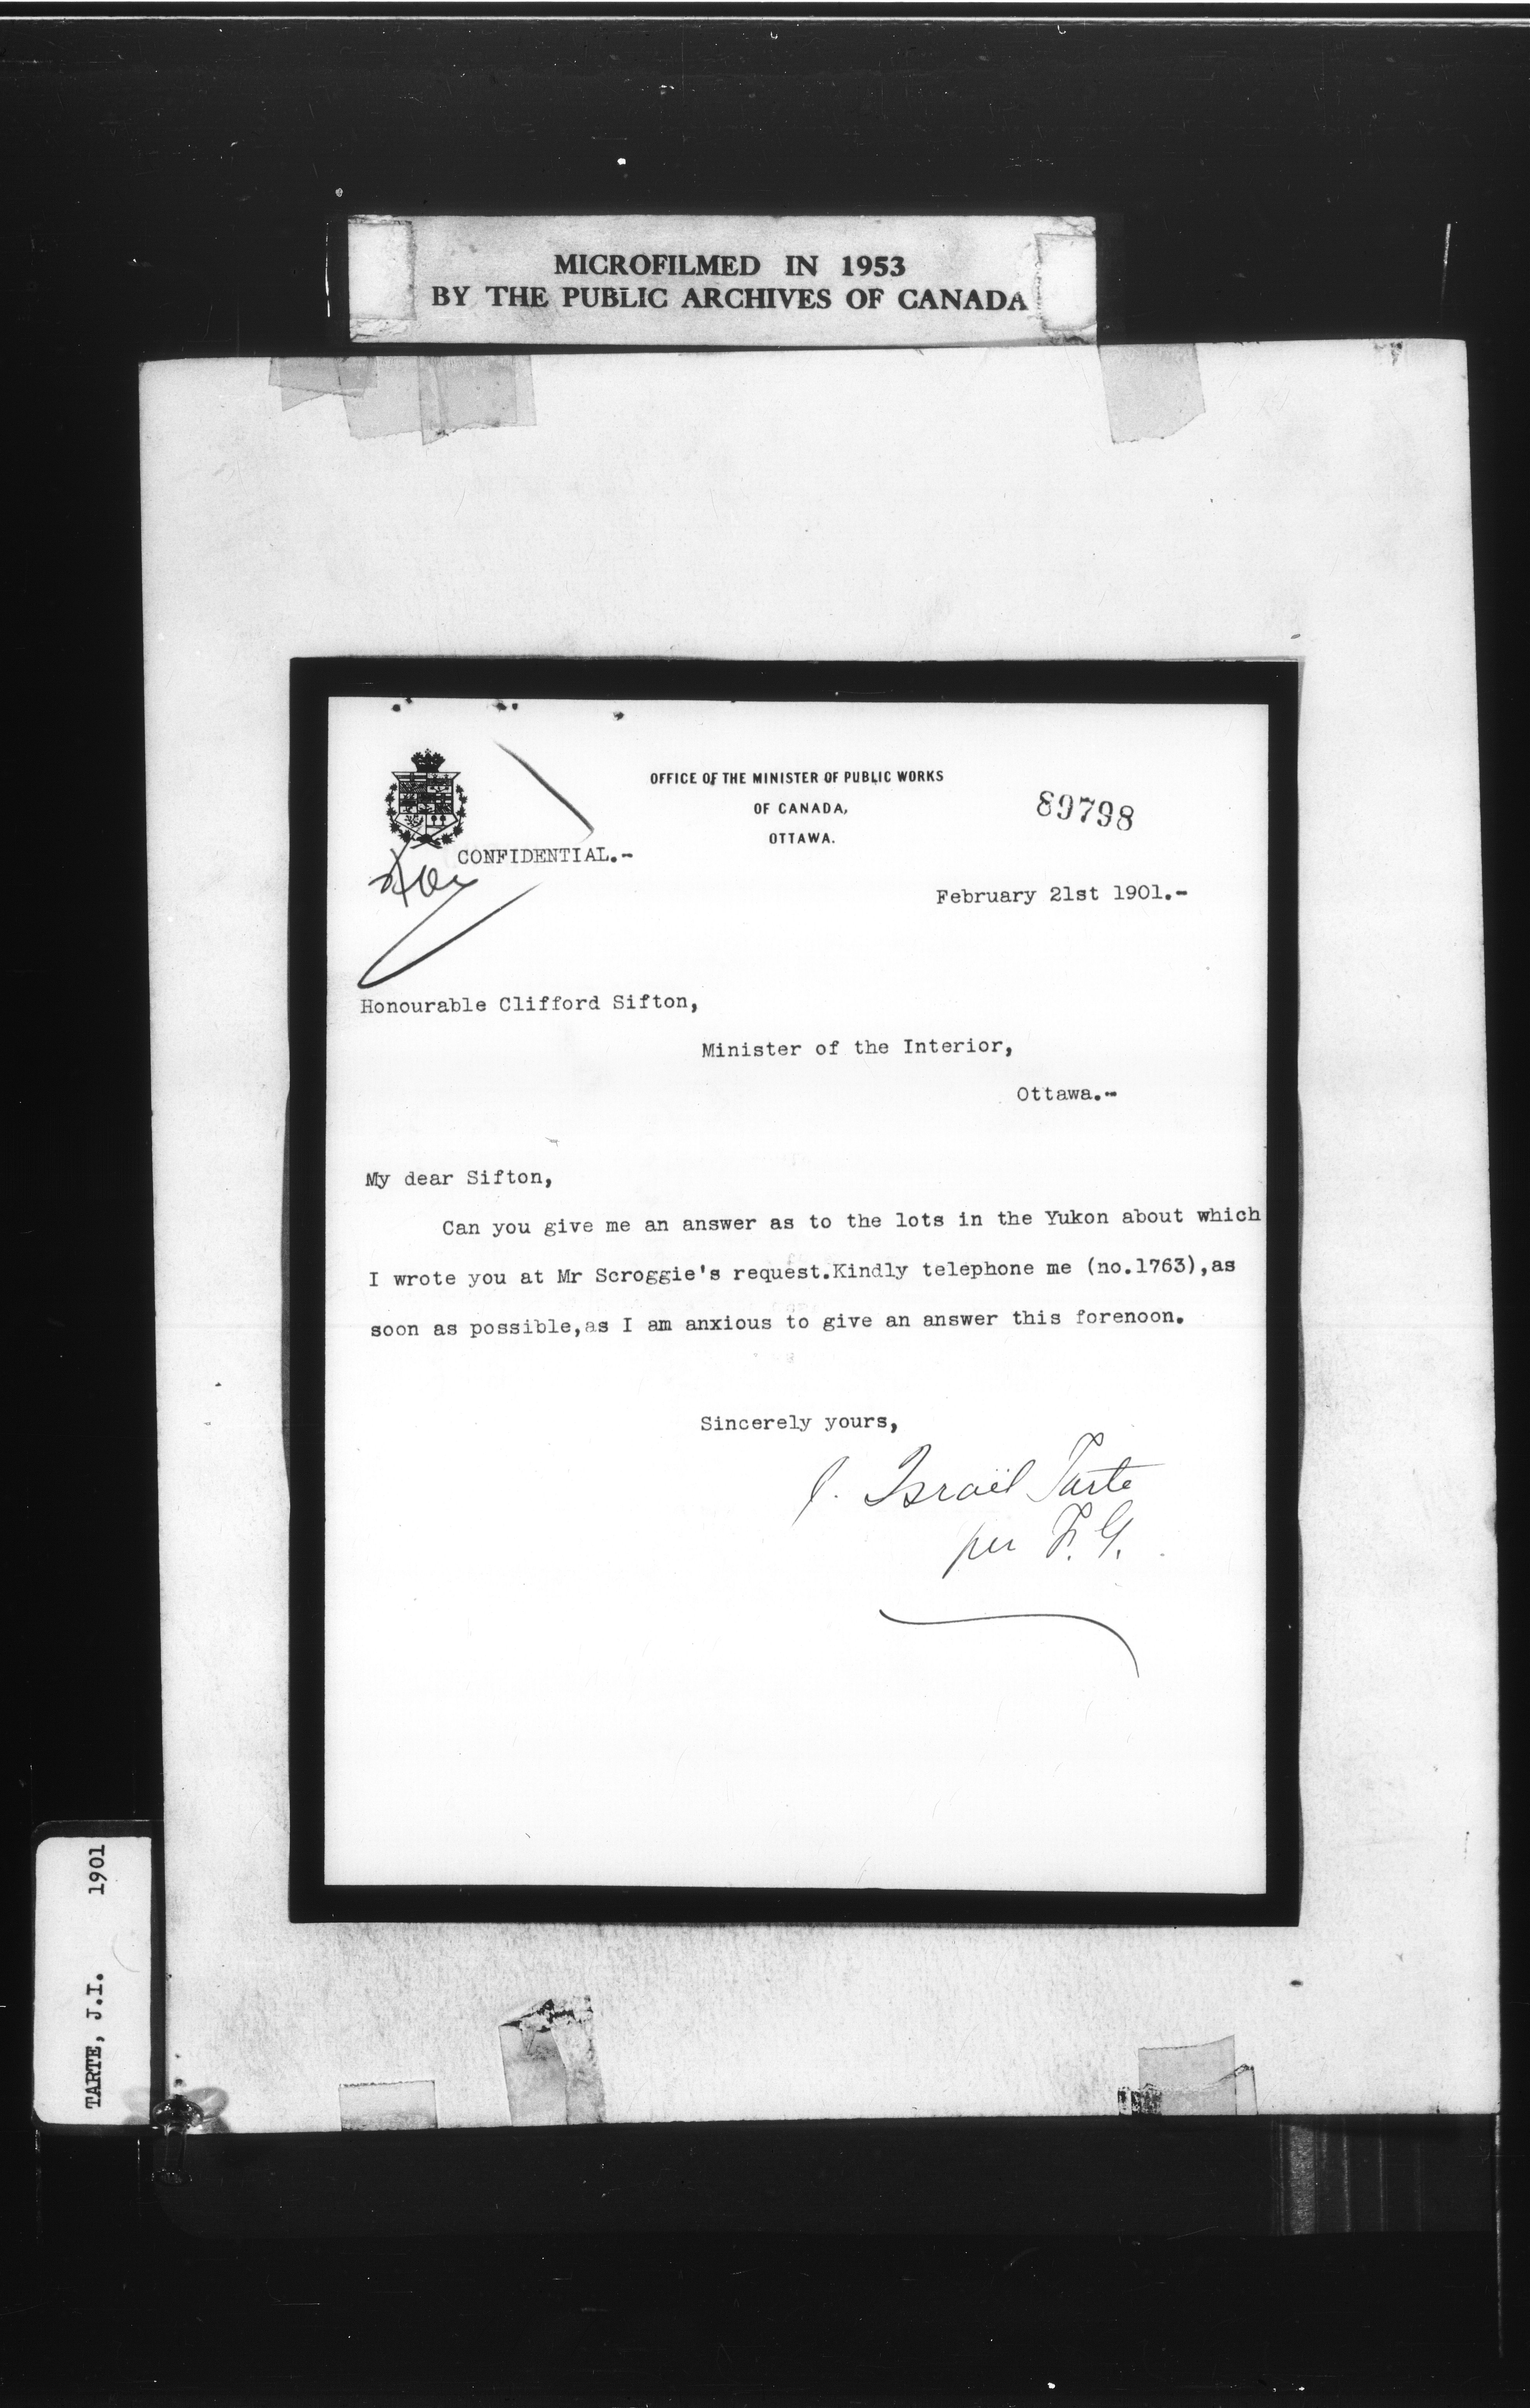 MICROFILMED IN 1953
BY THE PUBLIC ARCHIVES OF CANADA
OFFICE OF THE MINISTER OF PUBLIC WORKS
OF CANADA,
OTTAWA.
89798
CONFIDENTIAL.-
February 21st 1901.-
Honourable Clifford Sifton,
Minister of the Interior,
Ottawa.-
My dear Sifton,
Can you give me an answer as to the lots in the Yukon about which
I wrote you at Mr Scroggie's request.Kindly telephone me (no.1763),as
soon as possible,as I am anxious to give an answer this forenoon.
Sincerely yours,
J. Israël Tarte
per F. G.
TARTE, J.I. 1901